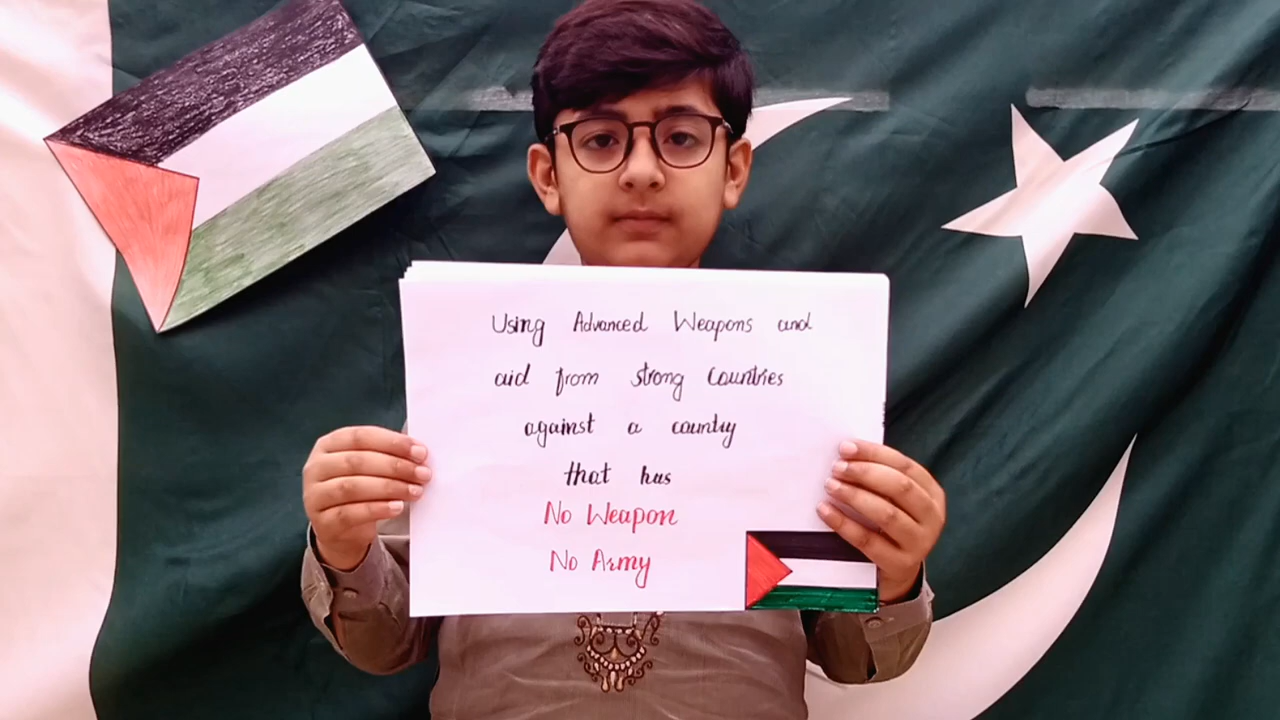 Using Advanced Weapons and
aid from strong Countries
against a country
that has
No Weapon
No Army